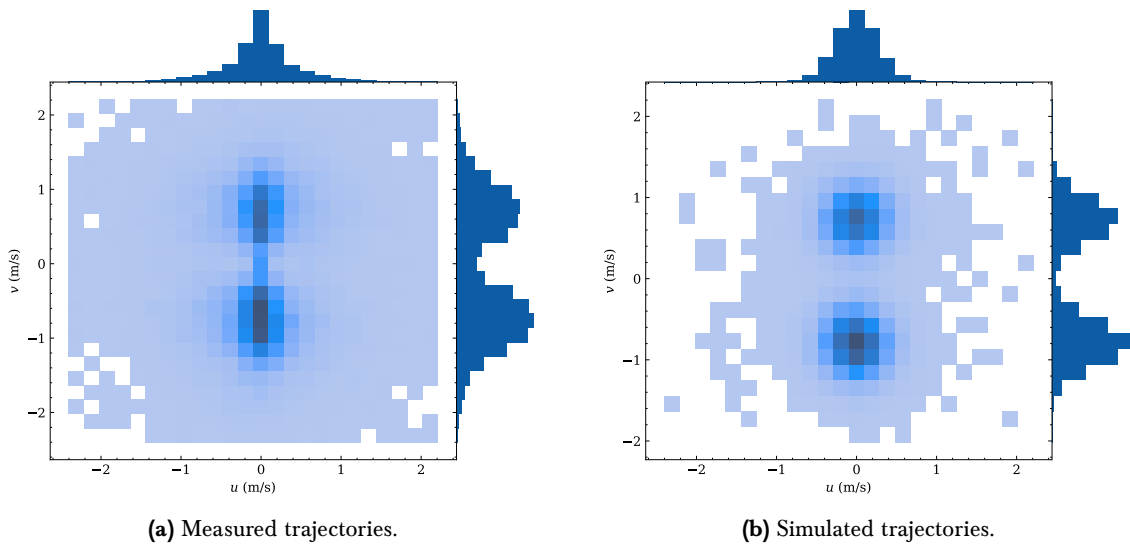 2
1
0
−1
−2
v (m/s)
−2 −1 0 1 2
u (m/s)
(a) Measured trajectories.
2
1
0
−1
−2
v (m/s)
−2 −1 0 1 2
u (m/s)
(b) Simulated trajectories.